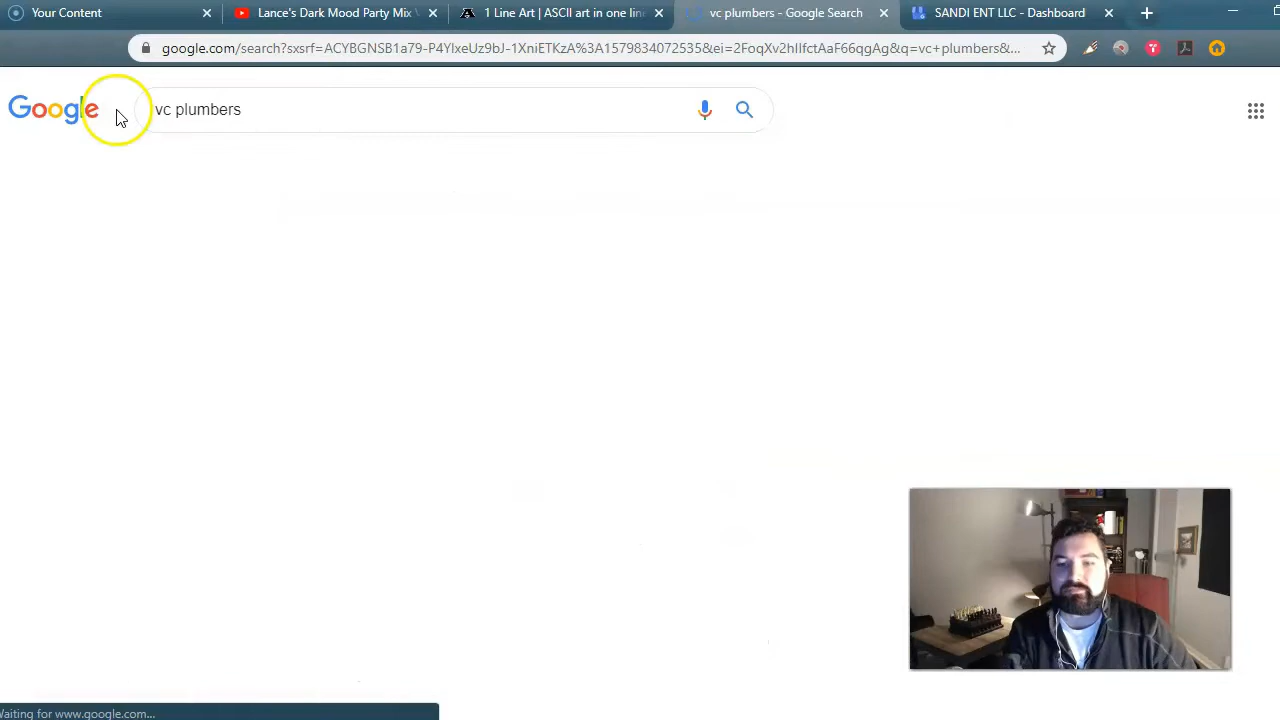 Your Content
Lance's Dark Mood Party Mix V
1 Line Art | ASCII art in one line
vc plumbers - Google Search
SANDI ENT LLC - Dashboard
google.com/search?sxsrf=ACYBGNSB1a79-P4YlxeUz9bJ-1XniETKzA%3A1579834072535&ei=2FoqXv2hIIfctAaF66qgAg&q=vc+plumbers&...
Google
vc plumbers
Waiting for www.google.com...